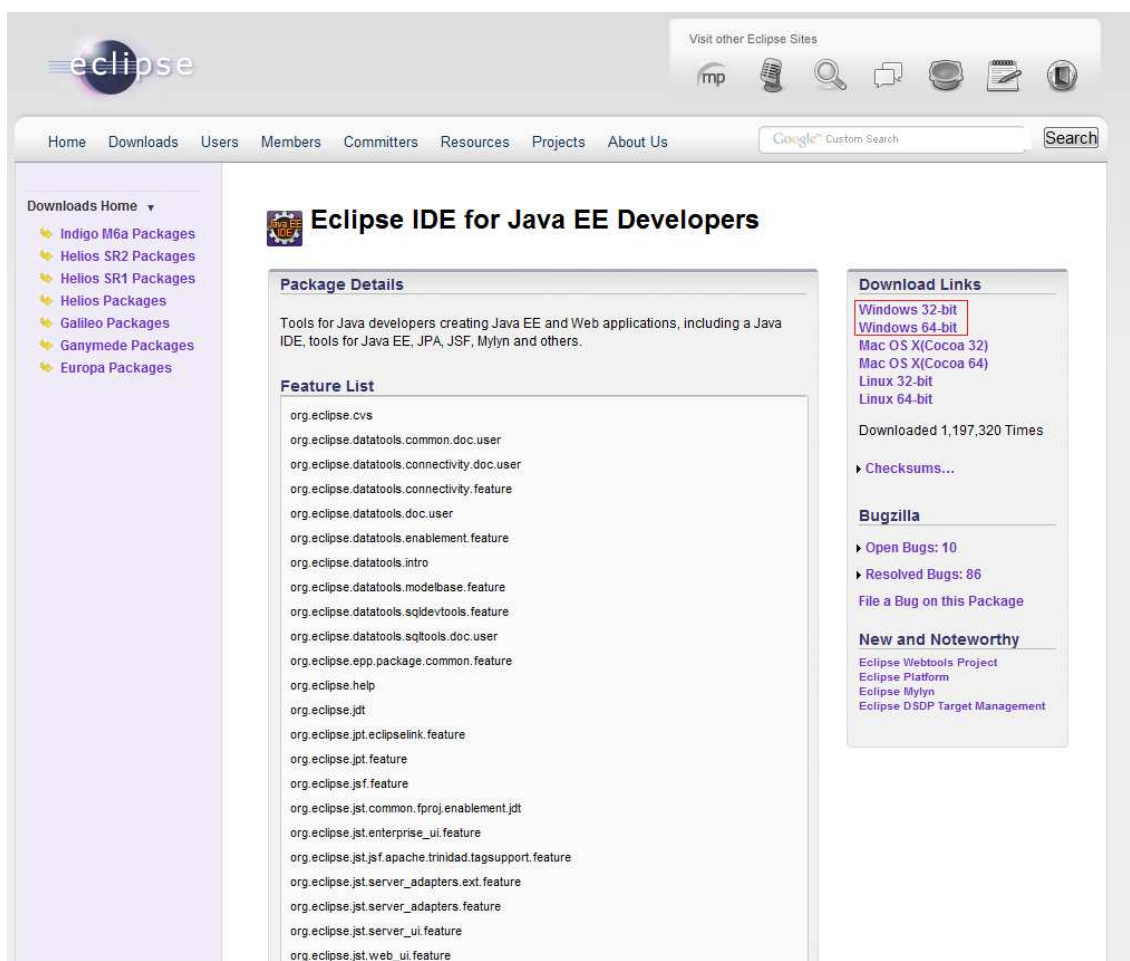 eclipse
Visit other Eclipse Sites
mp
Home Downloads Users Members Committers Resources Projects About Us
Google™ Custom Search
Search
Downloads Home
Indigo M6a Packages
Helios SR2 Packages
Helios SR1 Packages
Helios Packages
Galileo Packages
Ganymede Packages
Europa Packages
Java EE
IDE
Eclipse IDE for Java EE Developers
Package Details
Tools for Java developers creating Java EE and Web applications, including a Java
IDE, tools for Java EE, JPA, JSF, Mylyn and others.
Feature List
org.eclipse.cvs
org.eclipse.datatools.common.doc.user
org.eclipse.datatools.connectivity.doc.user
org.eclipse.datatools.connectivity.feature
org.eclipse.datatools.doc.user
org.eclipse.datatools.enablement.feature
org.eclipse.datatools.intro
org.eclipse.datatools.modelbase.feature
org.eclipse.datatools.sqldevtools.feature
org.eclipse.datatools.sqltools.doc.user
org.eclipse.epp.package.common.feature
org.eclipse.help
org.eclipse.jdt
org.eclipse.jpt.eclipselink.feature
org.eclipse.jpt.feature
org.eclipse.jsf.feature
org.eclipse.jst.common.fproj.enablement.jdt
org.eclipse.jst.enterprise_ui.feature
org.eclipse.jst.jsf.apache.trinidad.tagsupport.feature
org.eclipse.jst.server_adapters.ext.feature
org.eclipse.jst.server_adapters.feature
org.eclipse.jst.server_ui.feature
org.eclipse.jst.web_ui.feature
Download Links
Windows 32-bit
Windows 64-bit
Mac OS X(Cocoa 32)
Mac OS X(Cocoa 64)
Linux 32-bit
Linux 64-bit
Downloaded 1,197,320 Times
Checksums...
Bugzilla
Open Bugs: 10
Resolved Bugs: 86
File a Bug on this Package
New and Noteworthy
Eclipse Webtools Project
Eclipse Platform
Eclipse Mylyn
Eclipse DSDP Target Management